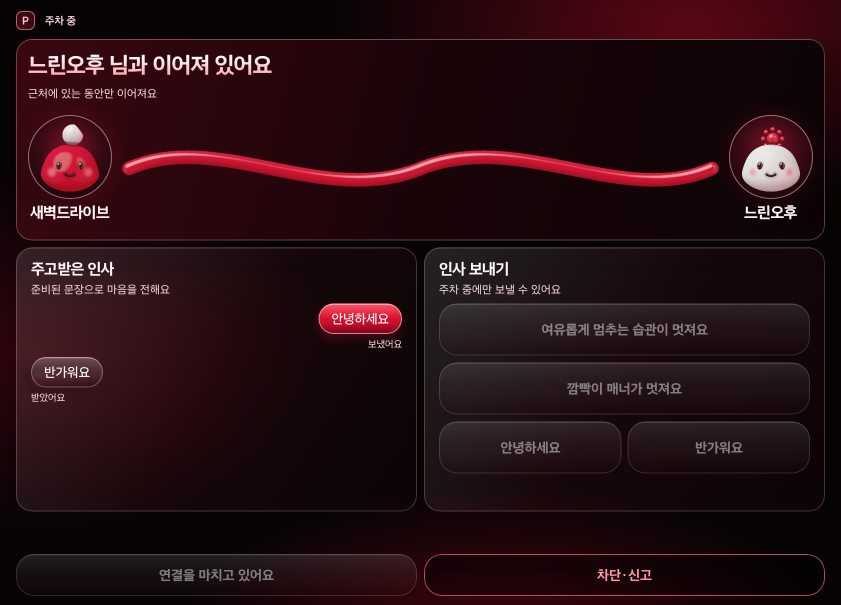 P 주차 중
느린오후 님과 이어져 있어요
근처에 있는 동안만 이어져요
새벽드라이브
느린오후
주고받은 인사
준비된 문장으로 마음을 전해요
안녕하세요
보냈어요
반가워요
받았어요
인사 보내기
주차 중에만 보낼 수 있어요
여유롭게 멈추는 습관이 멋져요
깜빡이 매너가 멋져요
안녕하세요
반가워요
연결을 마치고 있어요
차단·신고